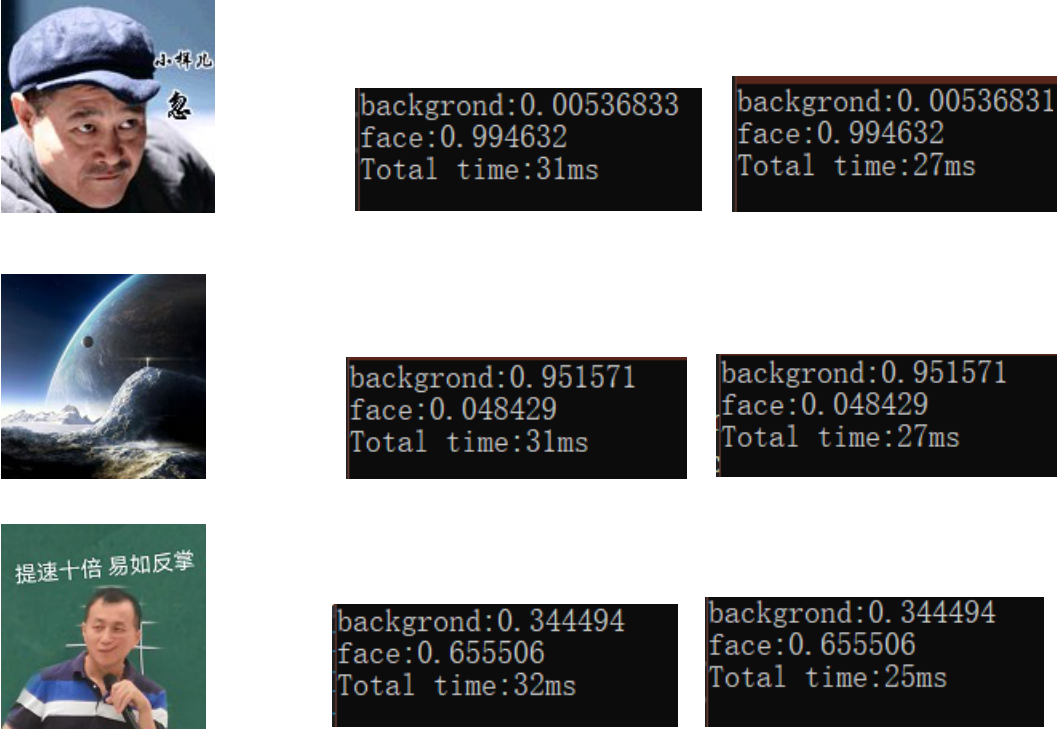 小样儿
忽
backgrond:0.00536833
face:0.994632
Total time:31ms
backgrond:0.00536831
face:0.994632
Total time:27ms
backgrond:0.951571
face:0.048429
Total time:31ms
backgrond:0.951571
face:0.048429
Total time:27ms
提速十倍 易如反掌
backgrond:0.344494
face:0.655506
Total time:32ms
backgrond:0.344494
face:0.655506
Total time:25ms